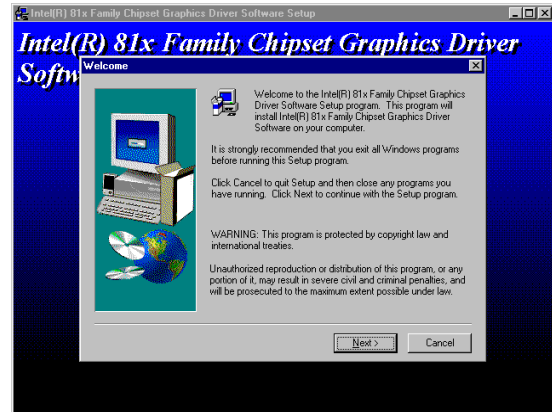 Intel(R) 81x Family Chipset Graphics Driver Software Setup
Intel(R) 81x Family Chipset Graphics Driver
Softw
Welcome
Welcome to the Intel(R) 81x Family Chipset Graphics
Driver Software Setup program. This program will
install Intel(R) 81x Family Chipset Graphics Driver
Software on your computer.
It is strongly recommended that you exit all Windows programs
before running this Setup program.
Click Cancel to quit Setup and then close any programs you
have running. Click Next to continue with the Setup program.
WARNING: This program is protected by copyright law and
international treaties.
Unauthorized reproduction or distribution of this program, or any
portion of it, may result in severe civil and criminal penalties, and
will be prosecuted to the maximum extent possible under law.
Next >
Cancel